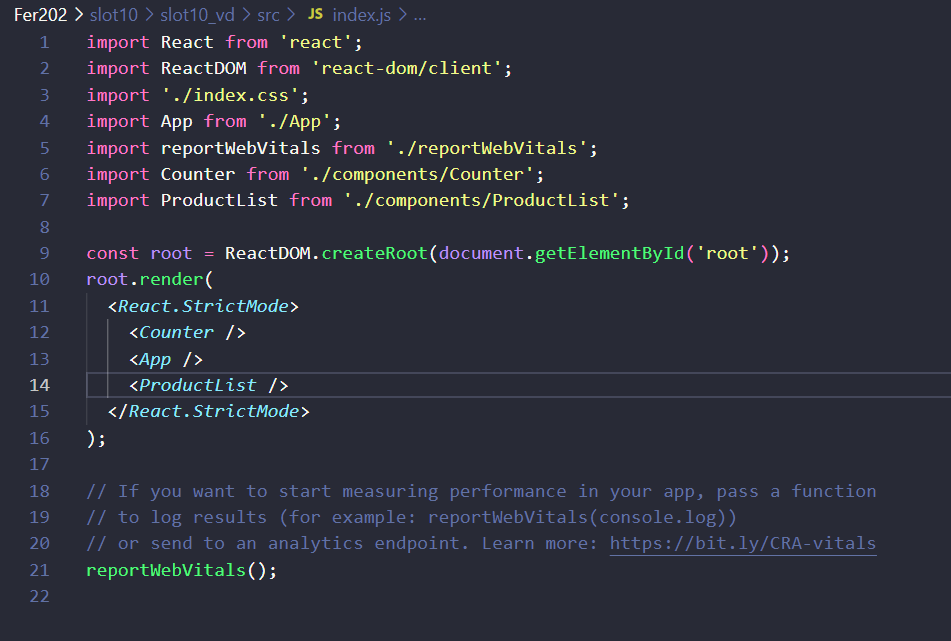 Fer202 > slot10 > slot10_vd > src > JS index.js > ...
1 import React from 'react';
2 import ReactDOM from 'react-dom/client';
3 import './index.css';
4 import App from './App';
5 import reportWebVitals from './reportWebVitals';
6 import Counter from './components/Counter';
7 import ProductList from './components/ProductList';
8
9 const root = ReactDOM.createRoot(document.getElementById('root'));
10 root.render(
11   <React.StrictMode>
12     <Counter />
13     <App />
14     <ProductList />
15   </React.StrictMode>
16 );
17
18 // If you want to start measuring performance in your app, pass a function
19 // to log results (for example: reportWebVitals(console.log))
20 // or send to an analytics endpoint. Learn more: https://bit.ly/CRA-vitals
21 reportWebVitals();
22